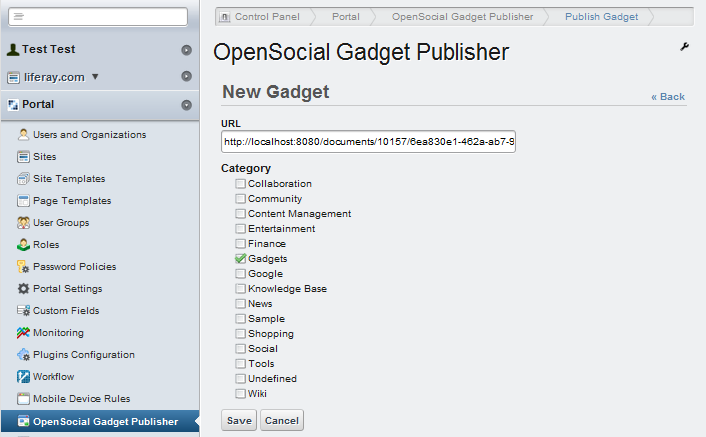 Control Panel Portal OpenSocial Gadget Publisher Publish Gadget
Test Test
liferay.com
Portal
Users and Organizations
Sites
Site Templates
Page Templates
User Groups
Roles
Password Policies
Portal Settings
Custom Fields
Monitoring
Plugins Configuration
Workflow
Mobile Device Rules
OpenSocial Gadget Publisher
OpenSocial Gadget Publisher
New Gadget
« Back
URL
http://localhost:8080/documents/10157/6ea830e1-462a-ab7-9
Category
Collaboration
Community
Content Management
Entertainment
Finance
Gadgets
Google
Knowledge Base
News
Sample
Shopping
Social
Tools
Undefined
Wiki
Save Cancel